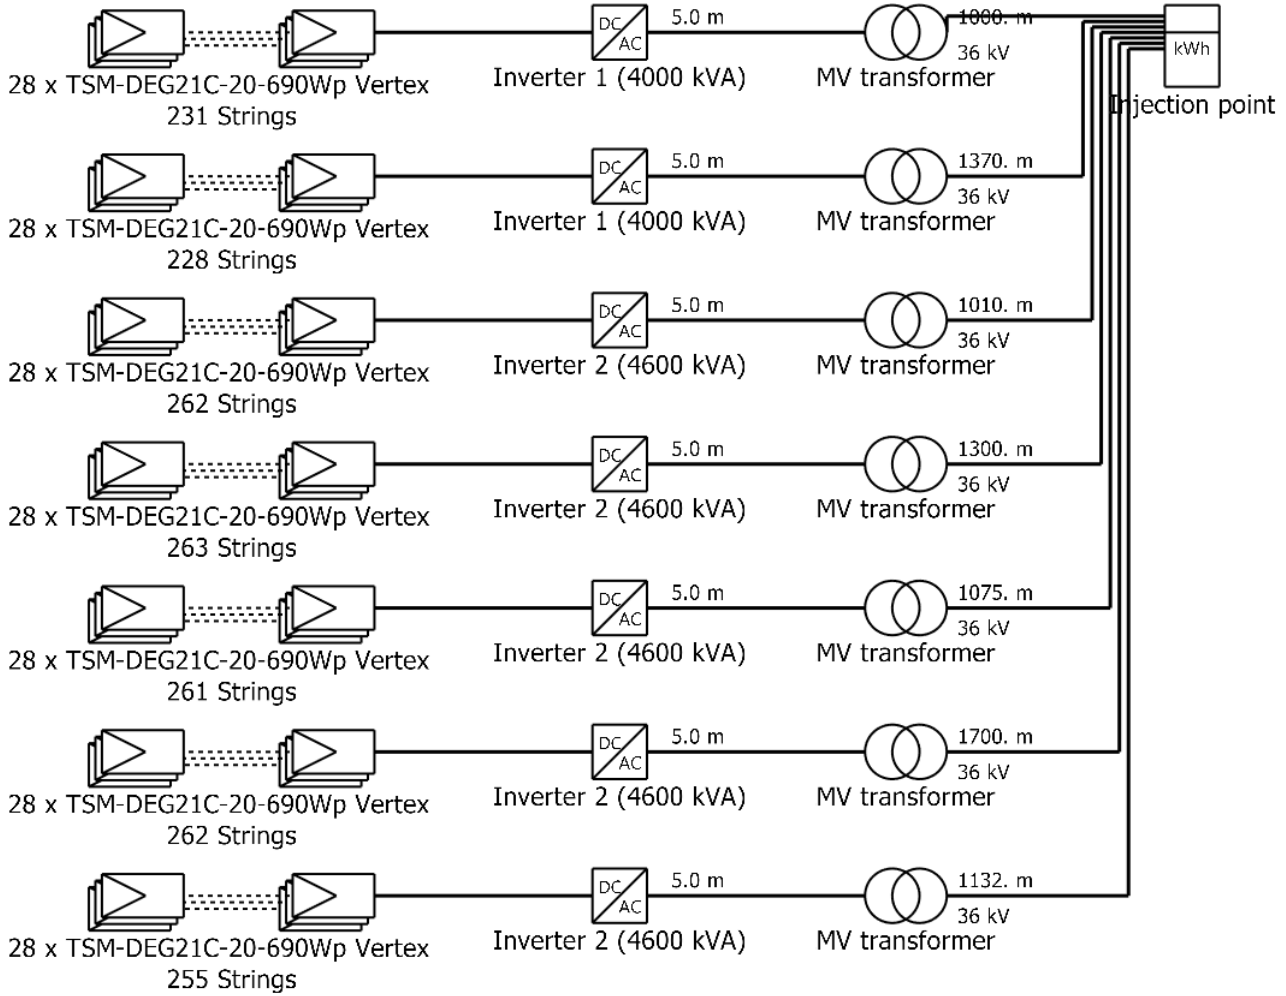 DC
AC
5.0 m
1000. m
36 kV
kWh
28 x TSM-DEG21C-20-690Wp Vertex
231 Strings
Inverter 1 (4000 kVA)
MV transformer
Injection point
DC
AC
5.0 m
1370. m
36 kV
28 x TSM-DEG21C-20-690Wp Vertex
228 Strings
Inverter 1 (4000 kVA)
MV transformer
DC
AC
5.0 m
1010. m
36 kV
28 x TSM-DEG21C-20-690Wp Vertex
262 Strings
Inverter 2 (4600 kVA)
MV transformer
DC
AC
5.0 m
1300. m
36 kV
28 x TSM-DEG21C-20-690Wp Vertex
263 Strings
Inverter 2 (4600 kVA)
MV transformer
DC
AC
5.0 m
1075. m
36 kV
28 x TSM-DEG21C-20-690Wp Vertex
261 Strings
Inverter 2 (4600 kVA)
MV transformer
DC
AC
5.0 m
1700. m
36 kV
28 x TSM-DEG21C-20-690Wp Vertex
262 Strings
Inverter 2 (4600 kVA)
MV transformer
DC
AC
5.0 m
1132. m
36 kV
28 x TSM-DEG21C-20-690Wp Vertex
255 Strings
Inverter 2 (4600 kVA)
MV transformer